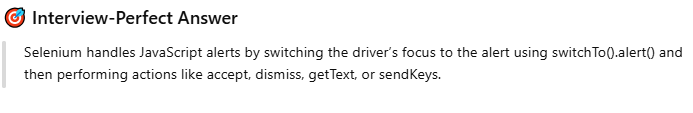 🎯 Interview-Perfect Answer
Selenium handles JavaScript alerts by switching the driver's focus to the alert using switchTo().alert() and
then performing actions like accept, dismiss, getText, or sendKeys.